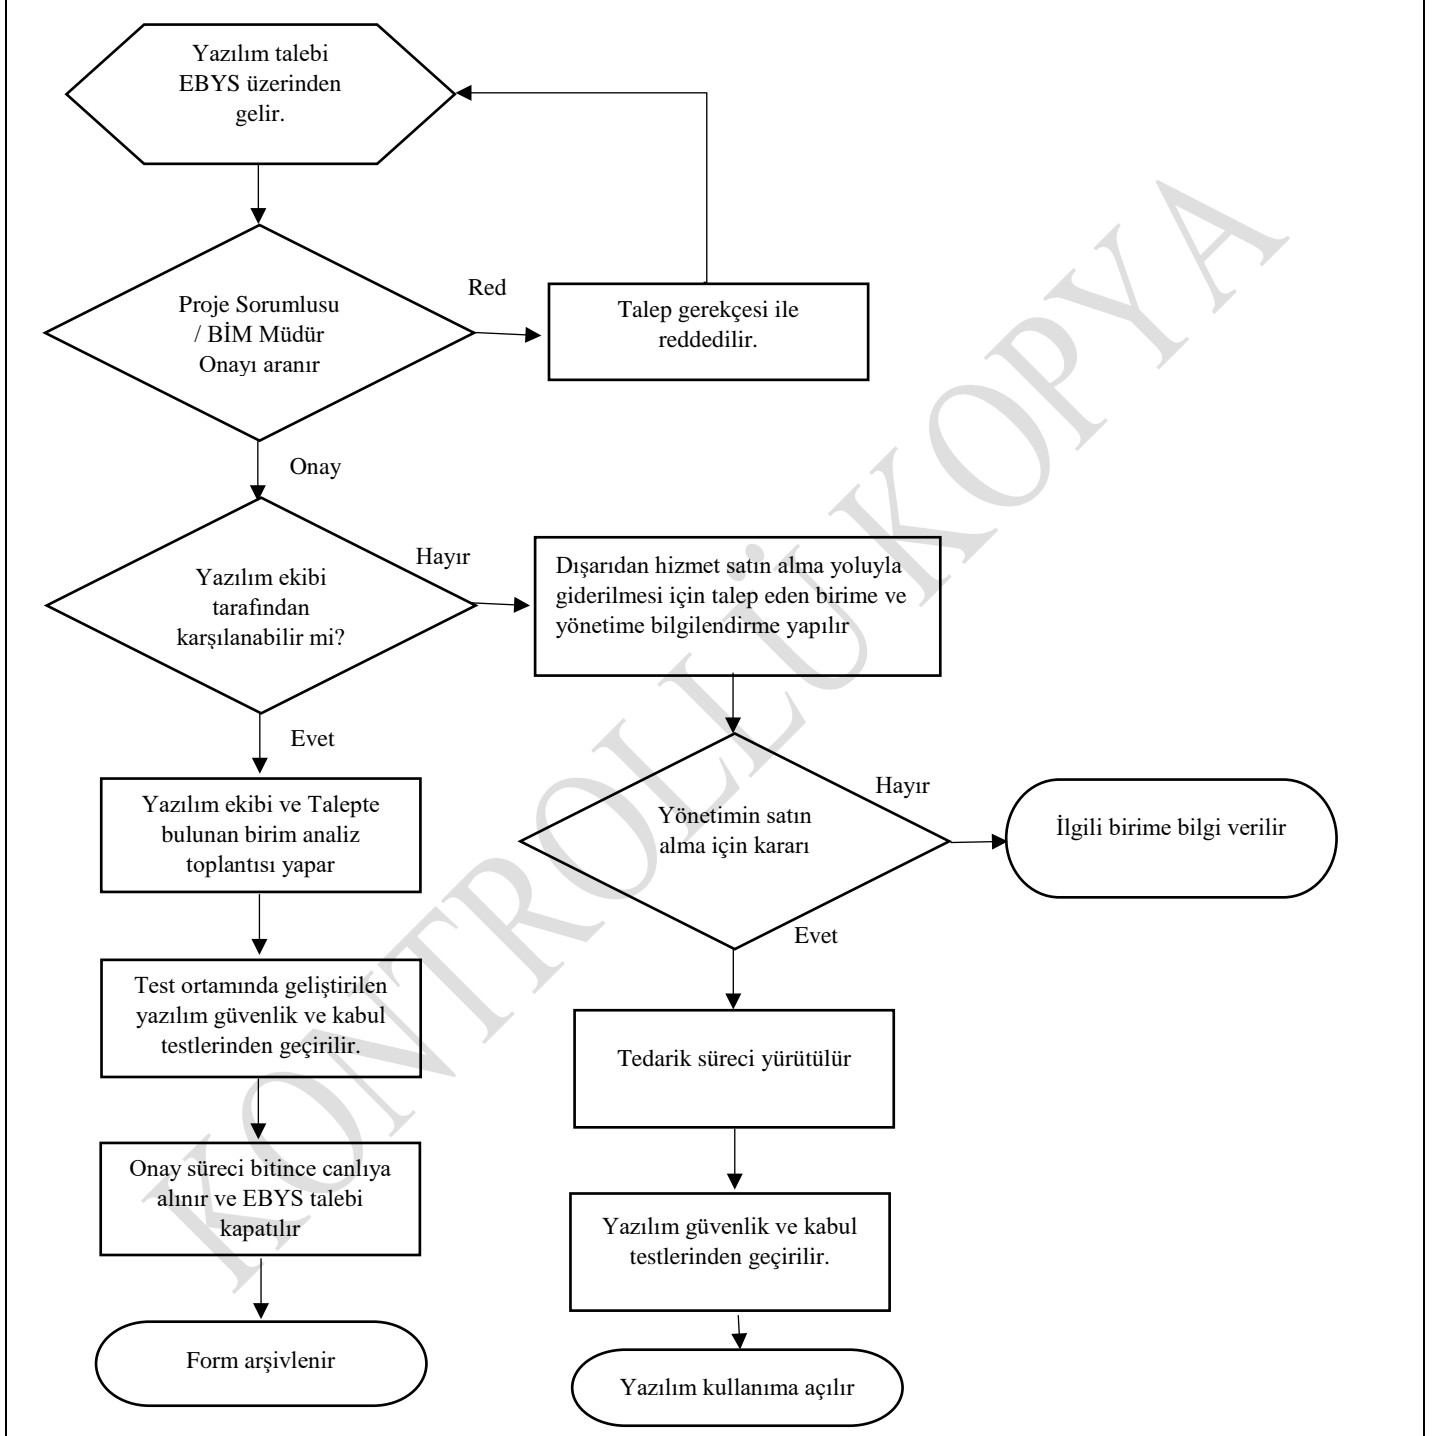 Yazılım talebi
EBYS üzerinden
gelir.
Proje Sorumlusu
/ BİM Müdür
Onayı aranır
Red
Talep gerekçesi ile
reddedilir.
Onay
Yazılım ekibi
tarafından
karşılanabilir mi?
Hayır
Dışarıdan hizmet satın alma yoluyla
giderilmesi için talep eden birime ve
yönetime bilgilendirme yapılır
Evet
Yazılım ekibi ve Talepte
bulunan birim analiz
toplantısı yapar
Yönetimin satın
alma için kararı
Hayır
İlgili birime bilgi verilir
Evet
Test ortamında geliştirilen
yazılım güvenlik ve kabul
testlerinden geçirilir.
Tedarik süreci yürütülür
Onay süreci bitince canlıya
alınır ve EBYS talebi
kapatılır
Yazılım güvenlik ve kabul
testlerinden geçirilir.
Form arşivlenir
Yazılım kullanıma açılır
KONTROLLÜ KOPYA